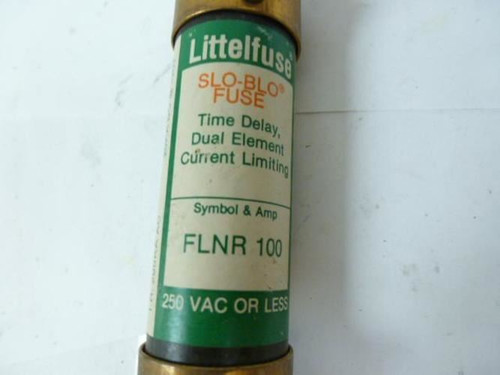 Littelfuse
SLO-BLO®
FUSE
Time Delay,
Dual Element
Current Limiting
Symbol & Amp
FLNR 100
250 VAC OR LESS